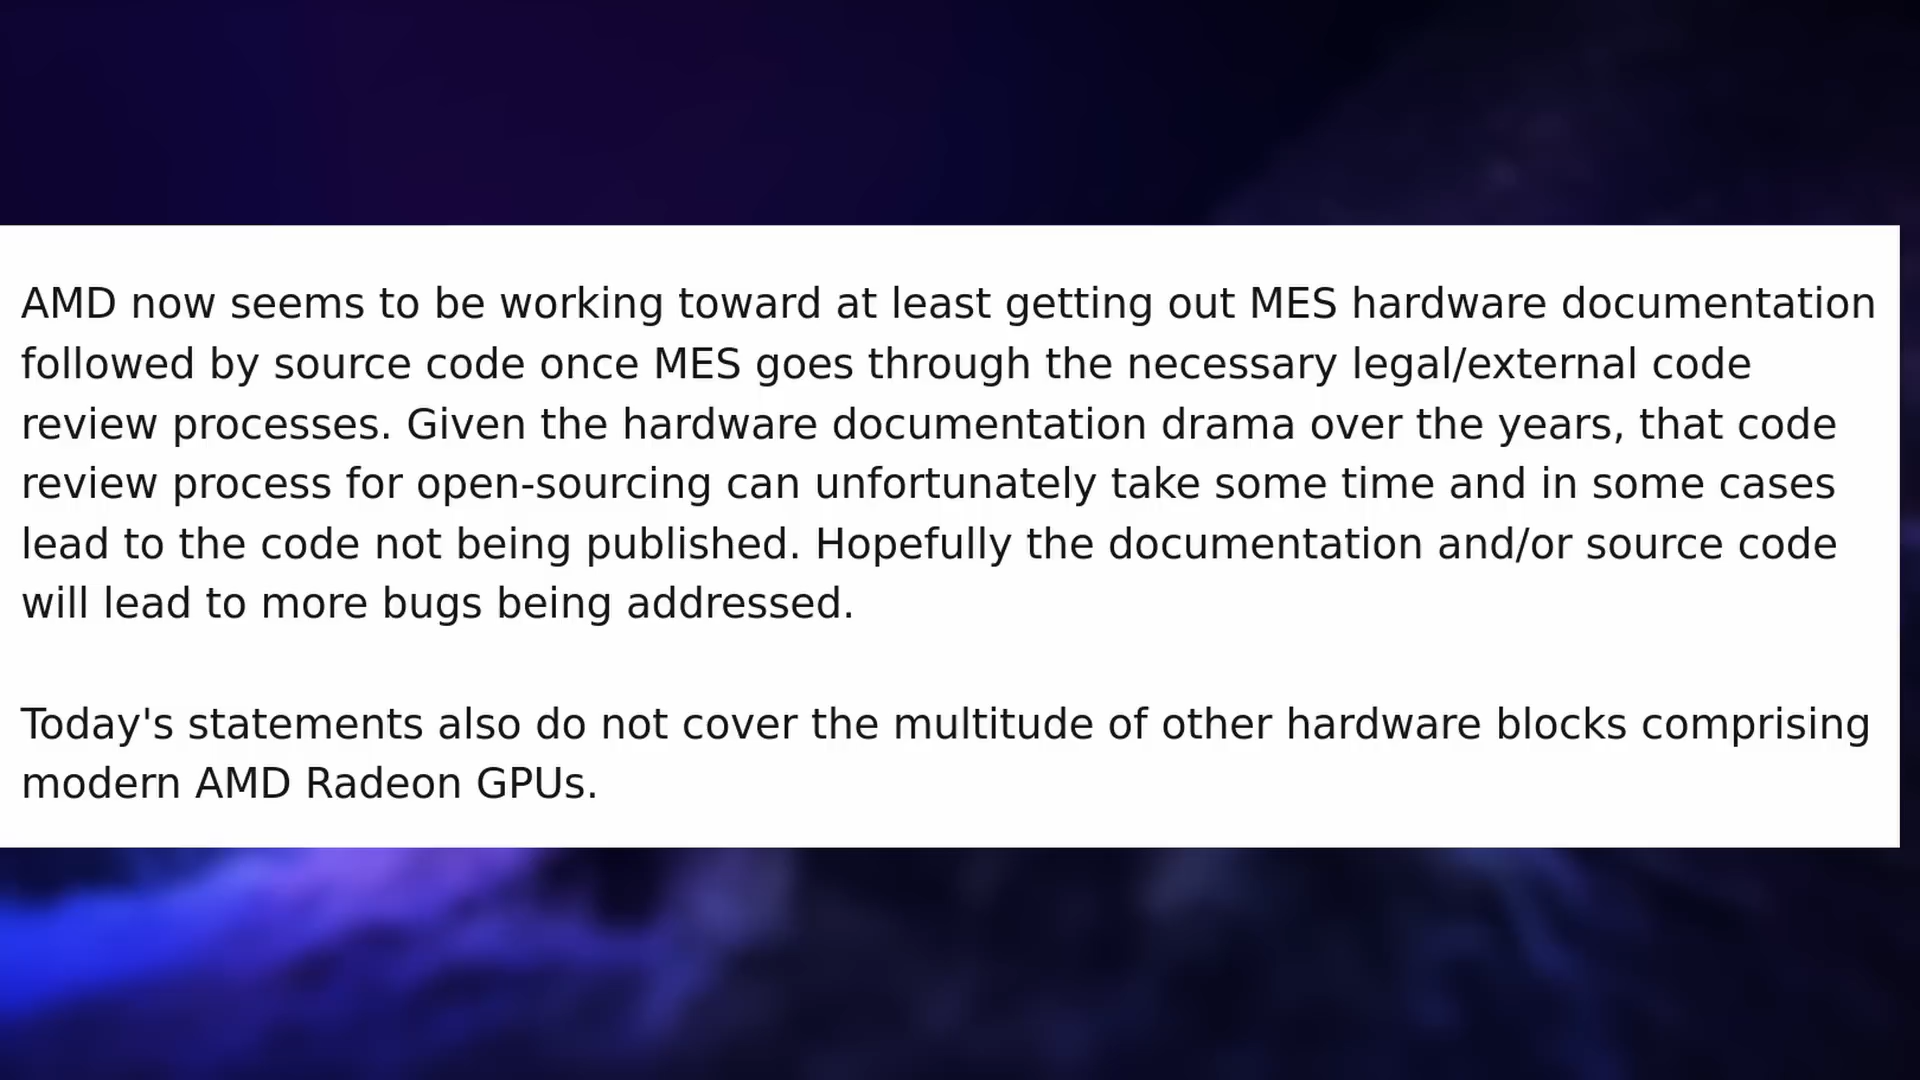 AMD now seems to be working toward at least getting out MES hardware documentation
followed by source code once MES goes through the necessary legal/external code
review processes. Given the hardware documentation drama over the years, that code
review process for open-sourcing can unfortunately take some time and in some cases
lead to the code not being published. Hopefully the documentation and/or source code
will lead to more bugs being addressed.
Today's statements also do not cover the multitude of other hardware blocks comprising
modern AMD Radeon GPUs.